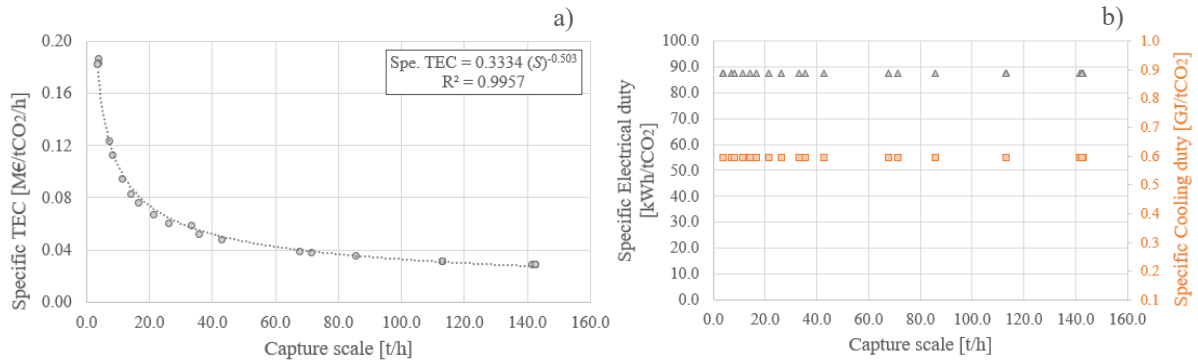 a)
0.20
0.16
0.12
0.08
0.04
0.00
Specific TEC [M€/tCO2/h]
Spe. TEC = 0.3334 (S)-0.503
R² = 0.9957
0.0 20.0 40.0 60.0 80.0 100.0 120.0 140.0 160.0
Capture scale [t/h]
b)
100.0
90.0
80.0
70.0
60.0
50.0
40.0
30.0
20.0
10.0
0.0
Specific Electrical duty
[kWh/tCO2]
1.0
0.9
0.8
0.7
0.6
0.5
0.4
0.3
0.2
0.1
Specific Cooling duty [GJ/tCO2]
0.0 20.0 40.0 60.0 80.0 100.0 120.0 140.0 160.0
Capture scale [t/h]